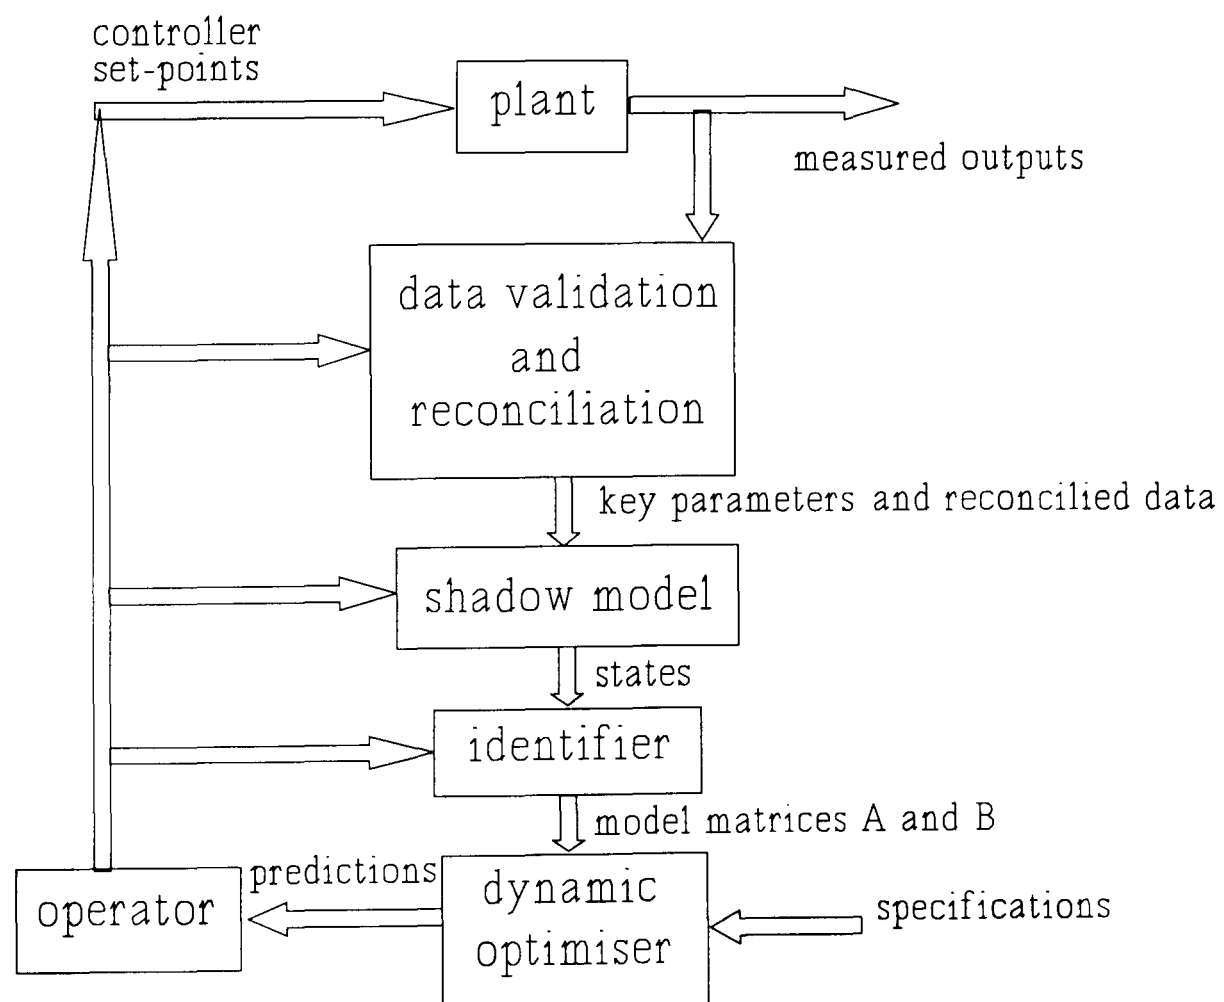 controller
set-points
plant
measured outputs
data validation
and
reconciliation
key parameters and reconcilied data
shadow model
states
identifier
model matrices A and B
predictions
dynamic
optimiser
operator
specifications